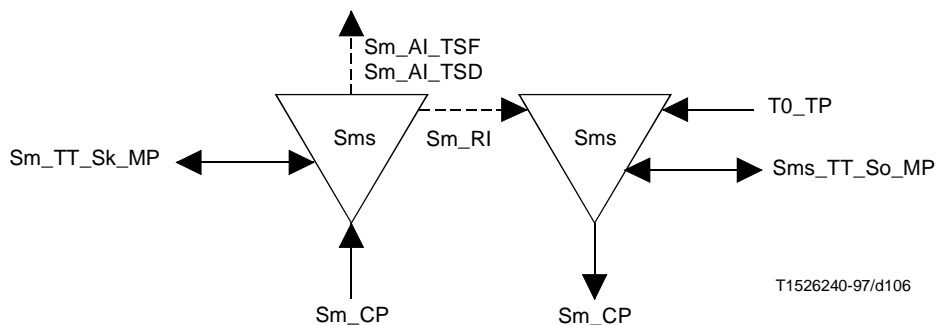 Sm_AI_TSF
Sm_AI_TSD
Sms
Sm_RI
Sms
T0_TP
Sm_TT_Sk_MP
Sms_TT_So_MP
Sm_CP
Sm_CP
T1526240-97/d106